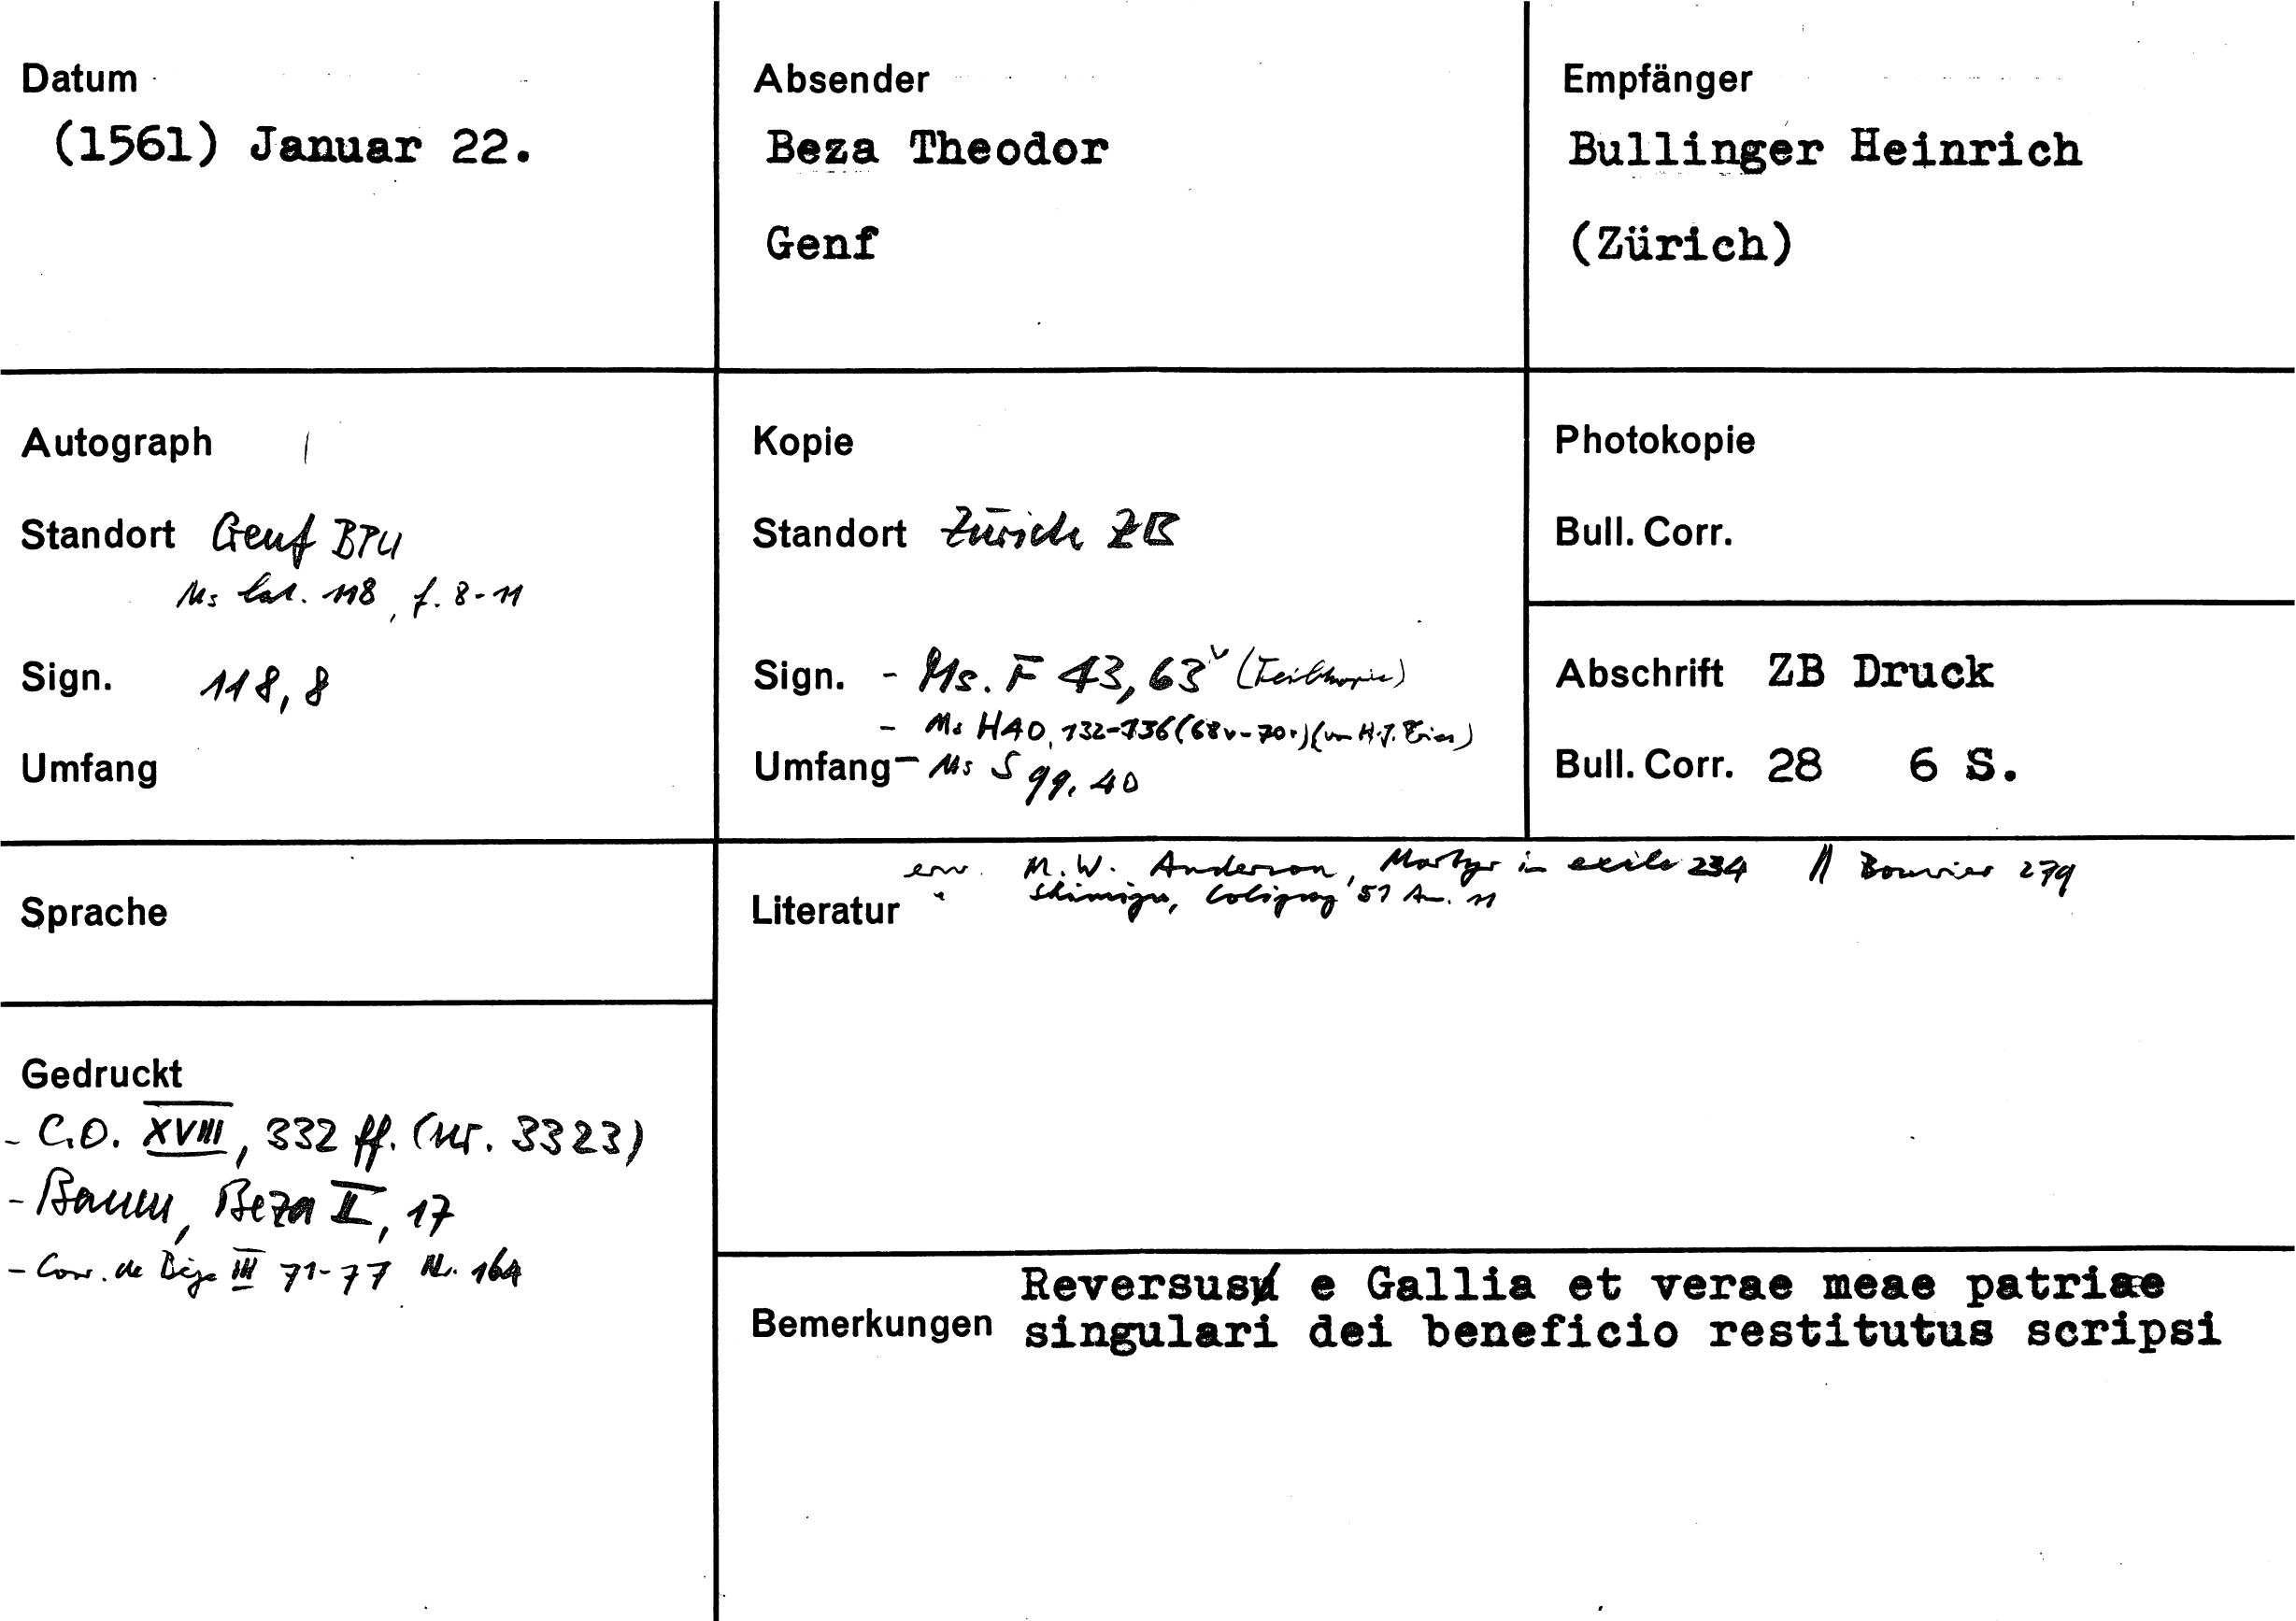 Datum
(1561) Januar 22.
Absender
Beza Theodor
Genf
Empfänger
Bullinger Heinrich
(Zürich)
Autograph
Standort Genf BPU
Ms lat. 118, f. 8-11
Sign. 118, 8
Umfang
Kopie
Standort Zürich ZB
Sign. - Ms. F 43, 63v (Teilkopie)
- Ms HAO, 132-136 (68v-70r) (von H.J.
Umfang - Ms S 99, 40
Photokopie
Bull. Corr.
Abschrift ZB Druck
Bull. Corr. 28 6 S.
Sprache
Literatur
erw. M.W. Anderson, Martyr in exile 234 // Bouvier 279
" Shimizu, Coligny 51 An. 11
Gedruckt
- C.O. XVIII, 332 ff. (Nr. 3323)
- Baum, Beza II, 17
- Corr. de Bèze III 71-77 Nr. 164
Bemerkungen
Reversus e Gallia et verae meae patriae
singulari dei beneficio restitutus scripsi